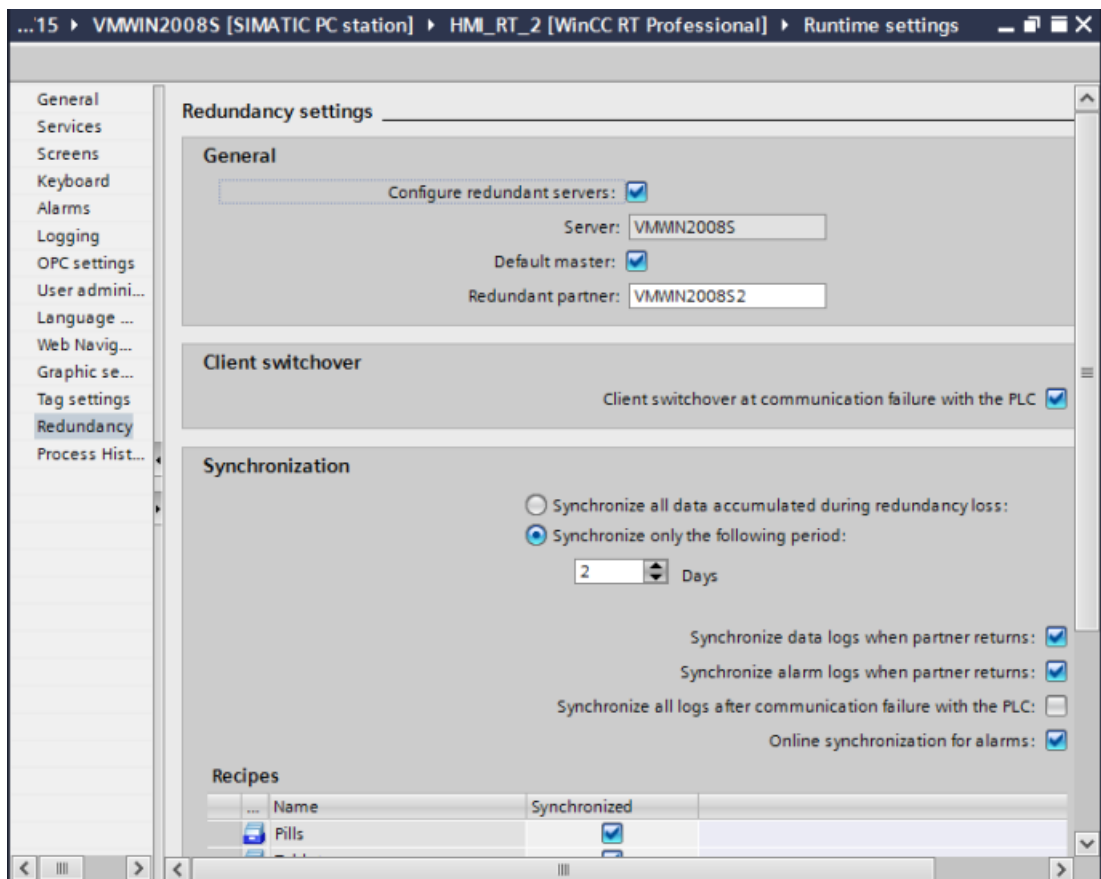 ...15 ▸ VMWIN2008S [SIMATIC PC station] ▸ HMI_RT_2 [WinCC RT Professional] ▸ Runtime settings
General
Services
Screens
Keyboard
Alarms
Logging
OPC settings
User admini...
Language ...
Web Navig...
Graphic se...
Tag settings
Redundancy
Process Hist...
Redundancy settings
General
Configure redundant servers:
Server: VMWIN2008S
Default master:
Redundant partner: VMWIN2008S2
Client switchover
Client switchover at communication failure with the PLC
Synchronization
Synchronize all data accumulated during redundancy loss:
Synchronize only the following period:
2 Days
Synchronize data logs when partner returns:
Synchronize alarm logs when partner returns:
Synchronize all logs after communication failure with the PLC:
Online synchronization for alarms:
Recipes
... Name Synchronized
Pills